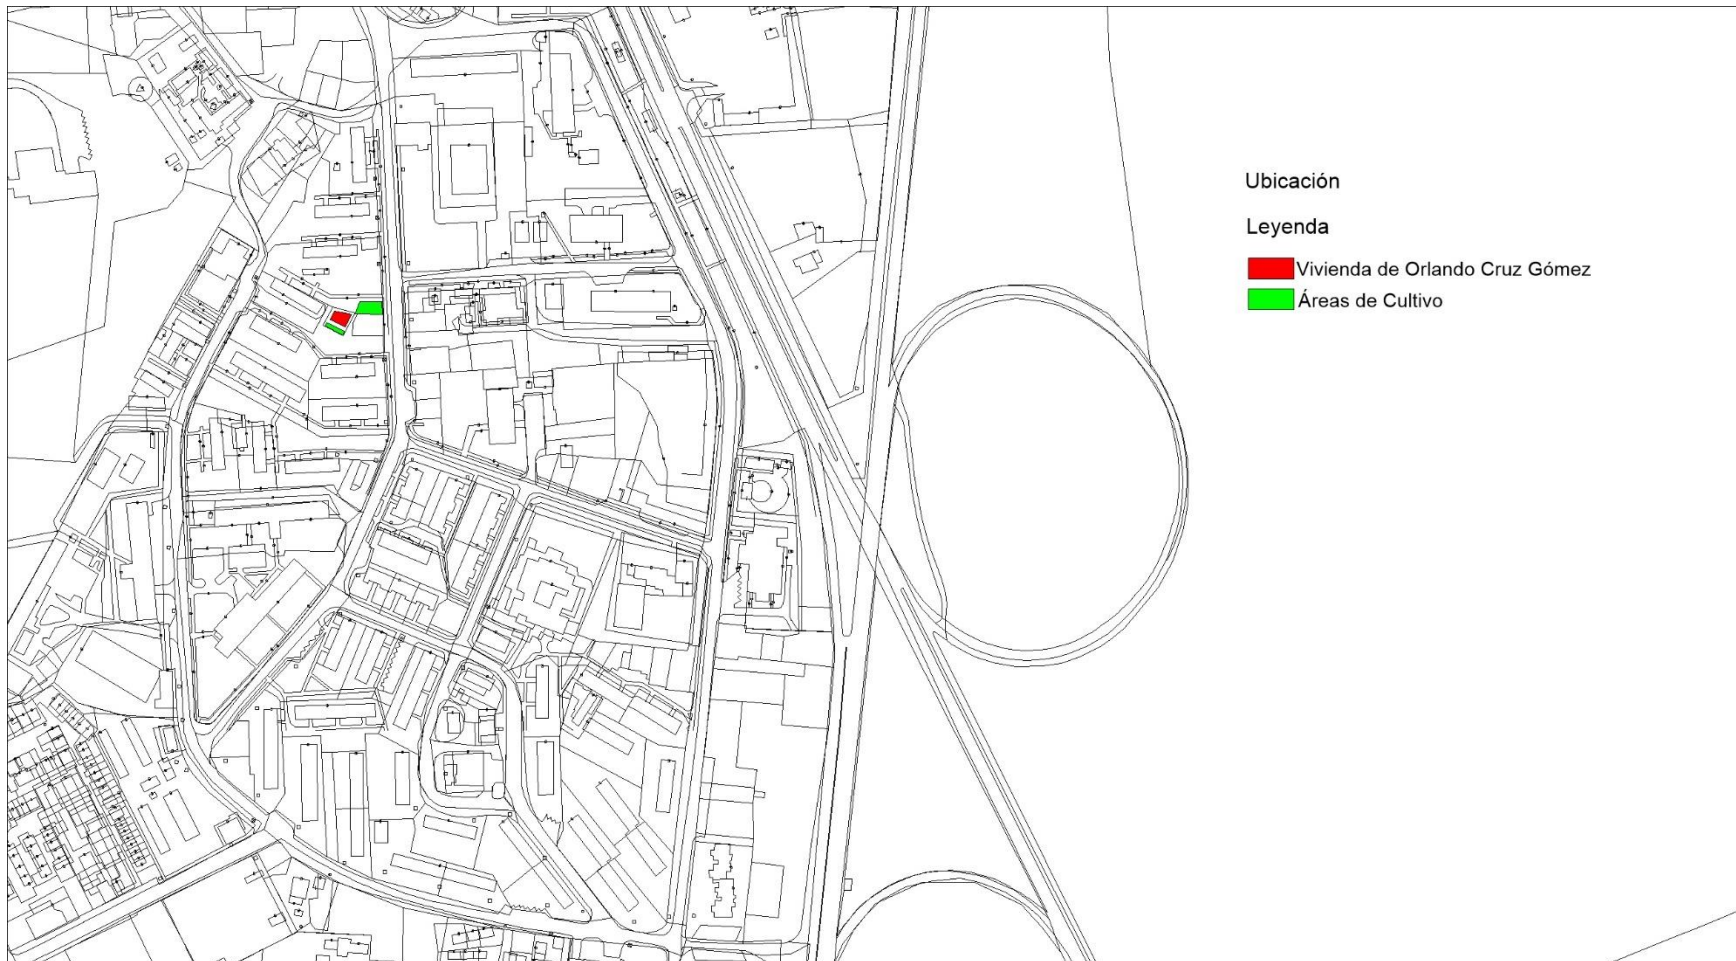 Ubicación
Leyenda
Vivienda de Orlando Cruz Gómez
Áreas de Cultivo